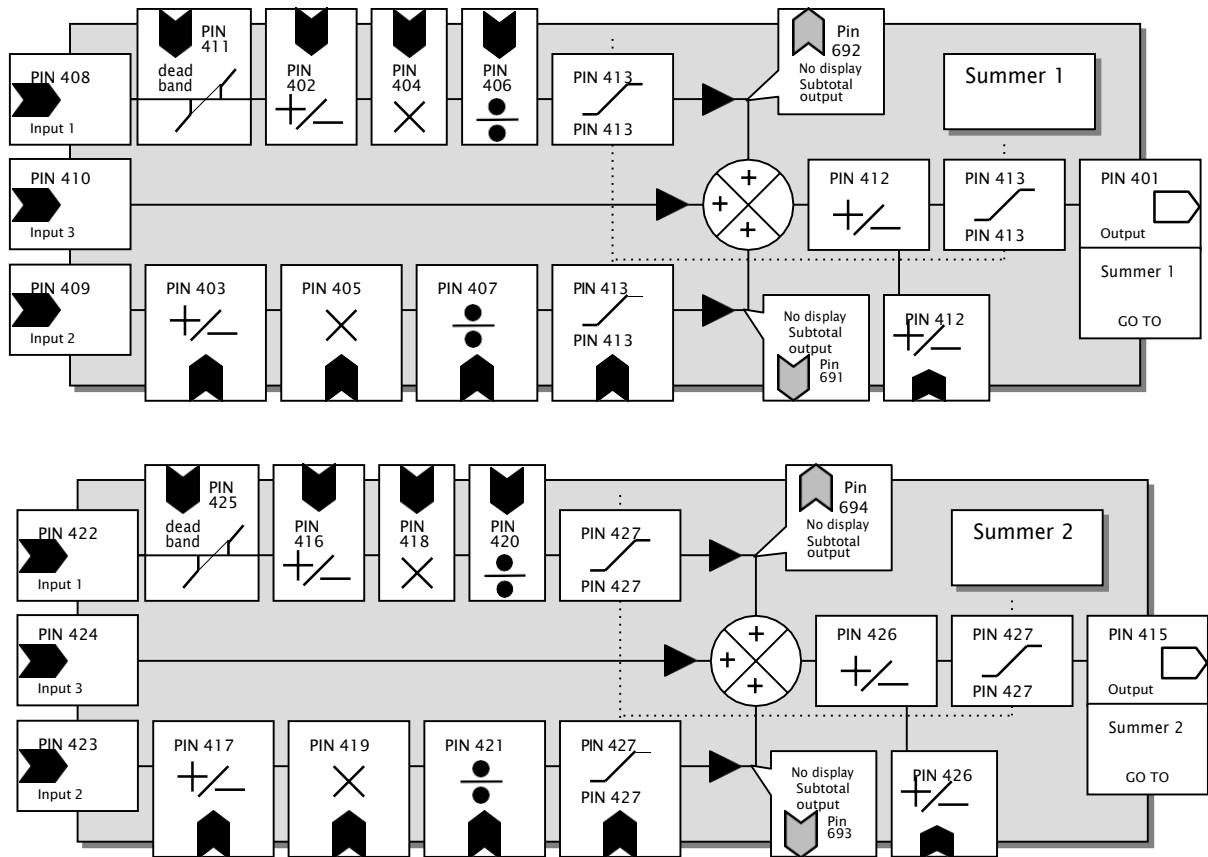 PIN
411
dead
band
PIN
402
PIN
404
PIN
406
PIN 413
PIN 413
Pin
692
No display
Subtotal
output
Summer 1
PIN 408
Input 1
PIN 410
Input 3
PIN 412
PIN 413
PIN 413
PIN 401
Output
Summer 1
GO TO
PIN 409
Input 2
PIN 403
PIN 405
PIN 407
PIN 413
PIN 413
No display
Subtotal
output
Pin
691
PIN 412
PIN
425
dead
band
PIN
416
PIN
418
PIN
420
PIN 427
PIN 427
Pin
694
No display
Subtotal
output
Summer 2
PIN 422
Input 1
PIN 424
Input 3
PIN 426
PIN 427
PIN 427
PIN 415
Output
Summer 2
GO TO
PIN 423
Input 2
PIN 417
PIN 419
PIN 421
PIN 427
PIN 427
No display
Subtotal
output
Pin
693
PIN 426